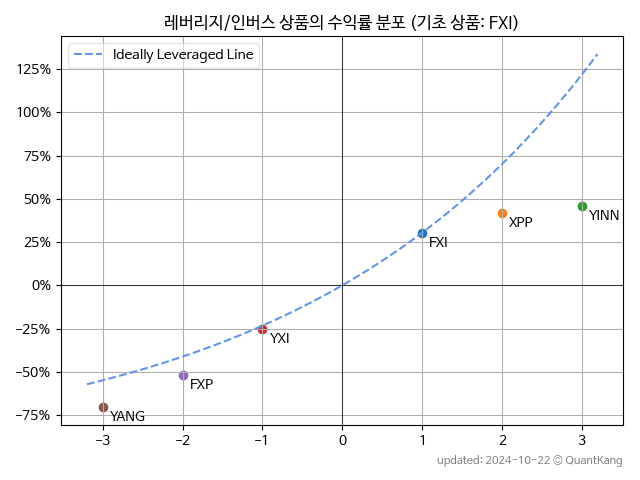 레버리지/인버스 상품의 수익률 분포 (기초 상품: FXI)
Ideally Leveraged Line
125%
100%
75%
50%
25%
0%
−25%
−50%
−75%
YINN
XPP
FXI
YXI
FXP
YANG
−3 −2 −1 0 1 2 3
updated: 2024-10-22 © QuantKang